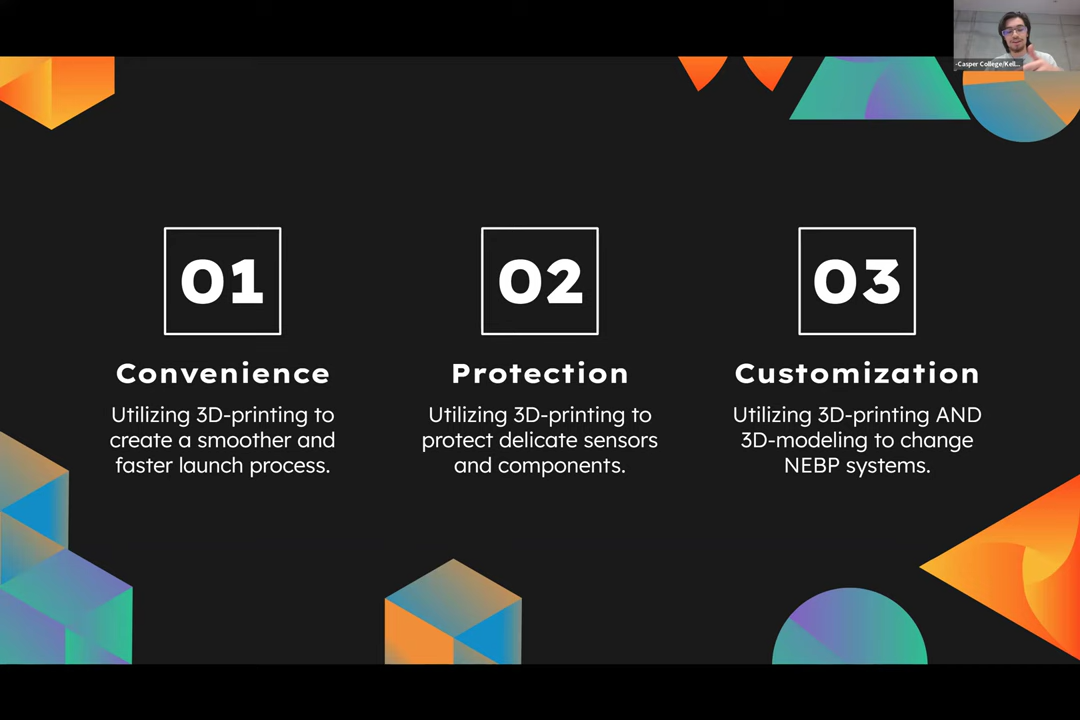 -Casper College/Kell...
01
02
03
Convenience
Protection
Customization
Utilizing 3D-printing to
create a smoother and
faster launch process.
Utilizing 3D-printing to
protect delicate sensors
and components.
Utilizing 3D-printing AND
3D-modeling to change
NEBP systems.